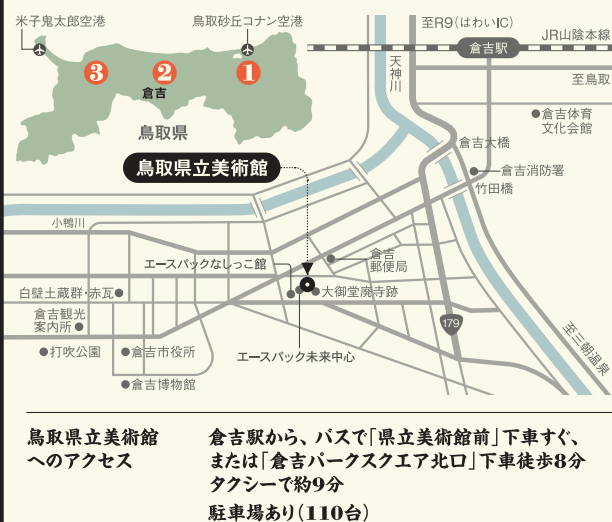 米子鬼太郎空港
鳥取砂丘コナン空港
至R9(はわいIC)
JR山陰本線
倉吉駅
3
2
1
倉吉
鳥取県
天神川
至鳥取
倉吉体育
文化会館
倉吉大橋
鳥取県立美術館
倉吉消防署
竹田橋
小鴨川
倉吉
郵便局
エースパックなしっこ館
白壁土蔵群・赤瓦
大御堂廃寺跡
倉吉観光
案内所
179
打吹公園
倉吉市役所
エースパック未来中心
至三朝温泉
倉吉博物館
鳥取県立美術館
へのアクセス
倉吉駅から、バスで「県立美術館前」下車すぐ、
または「倉吉パークスクエア北口」下車徒歩8分
タクシーで約9分
駐車場あり(110台)